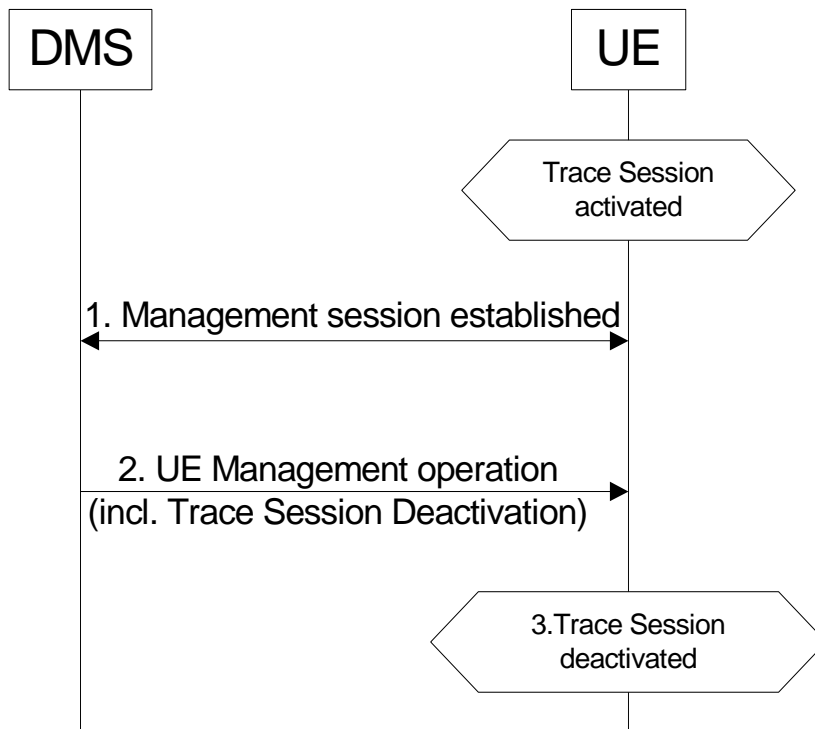 DMS
UE
Trace Session
activated
1. Management session established
2. UE Management operation
(incl. Trace Session Deactivation)
3.Trace Session
deactivated